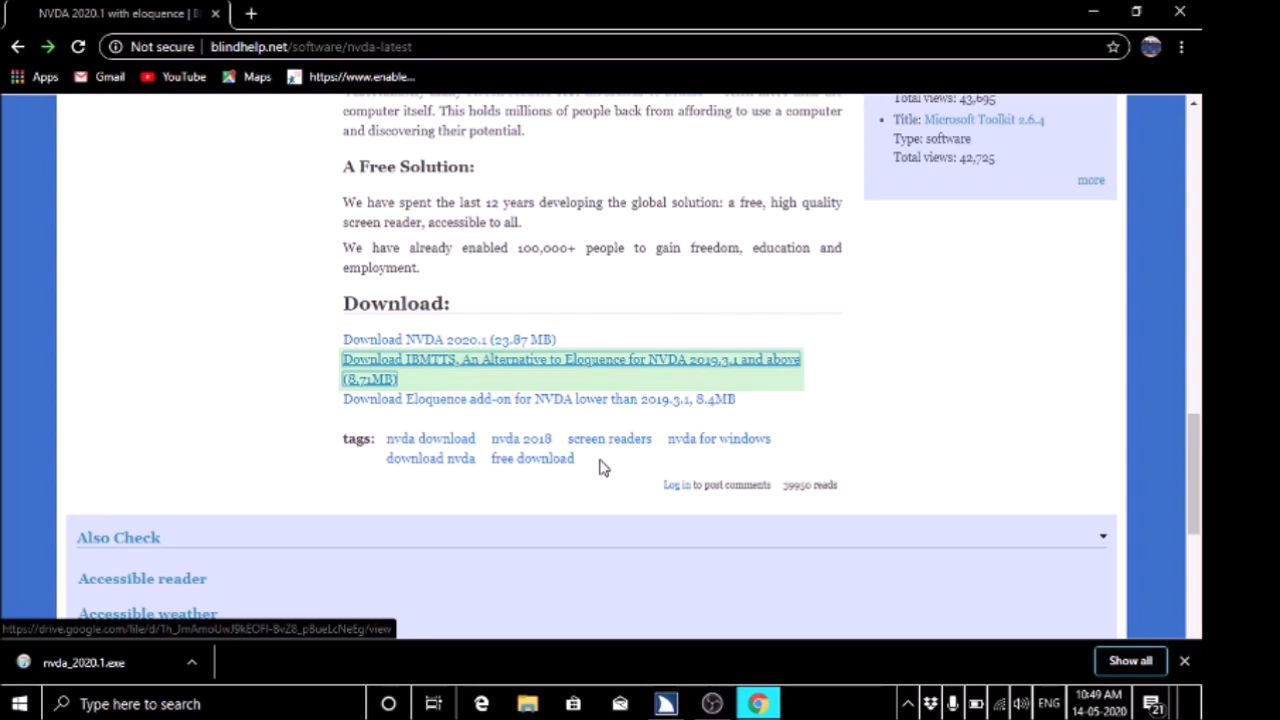 NVDA 2020.1 with eloquence | B
Not secure
blindhelp.net/software/nvda-latest
Apps
Gmail
YouTube
Maps
https://www.enable...
computer itself. This holds millions of people back from affording to use a computer
and discovering their potential.
A Free Solution:
We have spent the last 12 years developing the global solution: a free, high quality
screen reader, accessible to all.
We have already enabled 100,000+ people to gain freedom, education and
employment.
Download:
Download NVDA 2020.1 (23.87 MB)
Download IBMTTS, An Alternative to Eloquence for NVDA 2019.3.1 and above
(8.71MB)
Download Eloquence add-on for NVDA lower than 2019.3.1, 8.4MB
tags: nvda download nvda 2018 screen readers nvda for windows
download nvda free download
Log in to post comments 39950 reads
Total views: 43,695
Title: Microsoft Toolkit 2.6.4
Type: software
Total views: 42,725
more
Also Check
Accessible reader
Accessible weather
nvda_2020.1.exe
Show all
Type here to search
ENG
10:49 AM
14-05-2020
21